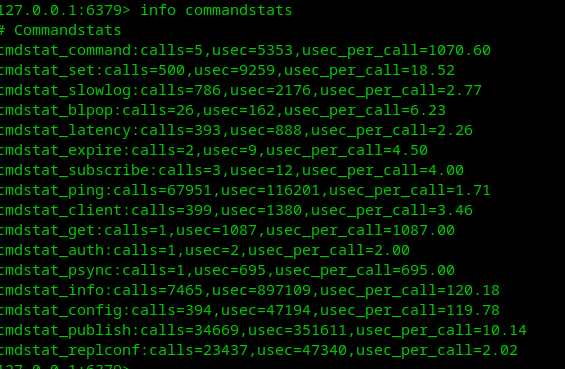 127.0.0.1:6379> info commandstats
# Commandstats
cmdstat_command:calls=5,usec=5353,usec_per_call=1070.60
cmdstat_set:calls=500,usec=9259,usec_per_call=18.52
cmdstat_slowlog:calls=786,usec=2176,usec_per_call=2.77
cmdstat_blpop:calls=26,usec=162,usec_per_call=6.23
cmdstat_latency:calls=393,usec=888,usec_per_call=2.26
cmdstat_expire:calls=2,usec=9,usec_per_call=4.50
cmdstat_subscribe:calls=3,usec=12,usec_per_call=4.00
cmdstat_ping:calls=67951,usec=116201,usec_per_call=1.71
cmdstat_client:calls=399,usec=1380,usec_per_call=3.46
cmdstat_get:calls=1,usec=1087,usec_per_call=1087.00
cmdstat_auth:calls=1,usec=2,usec_per_call=2.00
cmdstat_psync:calls=1,usec=695,usec_per_call=695.00
cmdstat_info:calls=7465,usec=897109,usec_per_call=120.18
cmdstat_config:calls=394,usec=47194,usec_per_call=119.78
cmdstat_publish:calls=34669,usec=351611,usec_per_call=10.14
cmdstat_replconf:calls=23437,usec=47340,usec_per_call=2.02
127.0.0.1:6379>